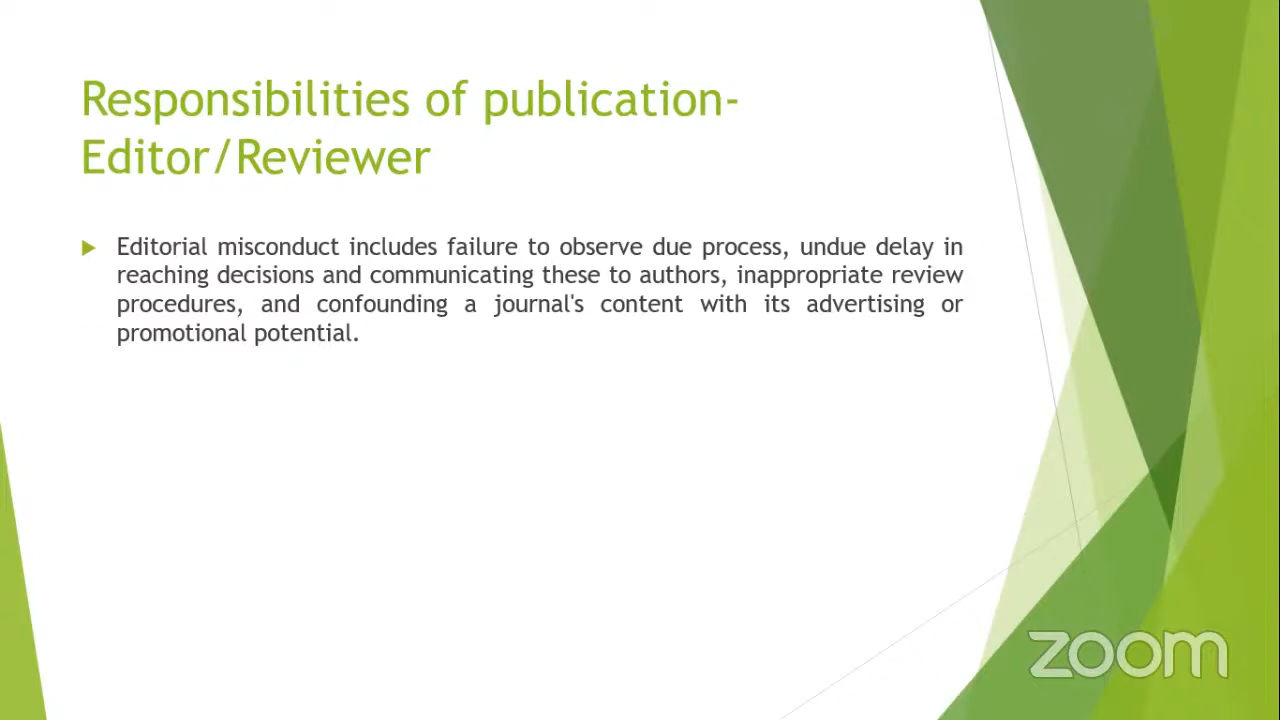 Responsibilities of publication-
Editor/Reviewer
Editorial misconduct includes failure to observe due process, undue delay in
reaching decisions and communicating these to authors, inappropriate review
procedures, and confounding a journal's content with its advertising or
promotional potential.
zoom